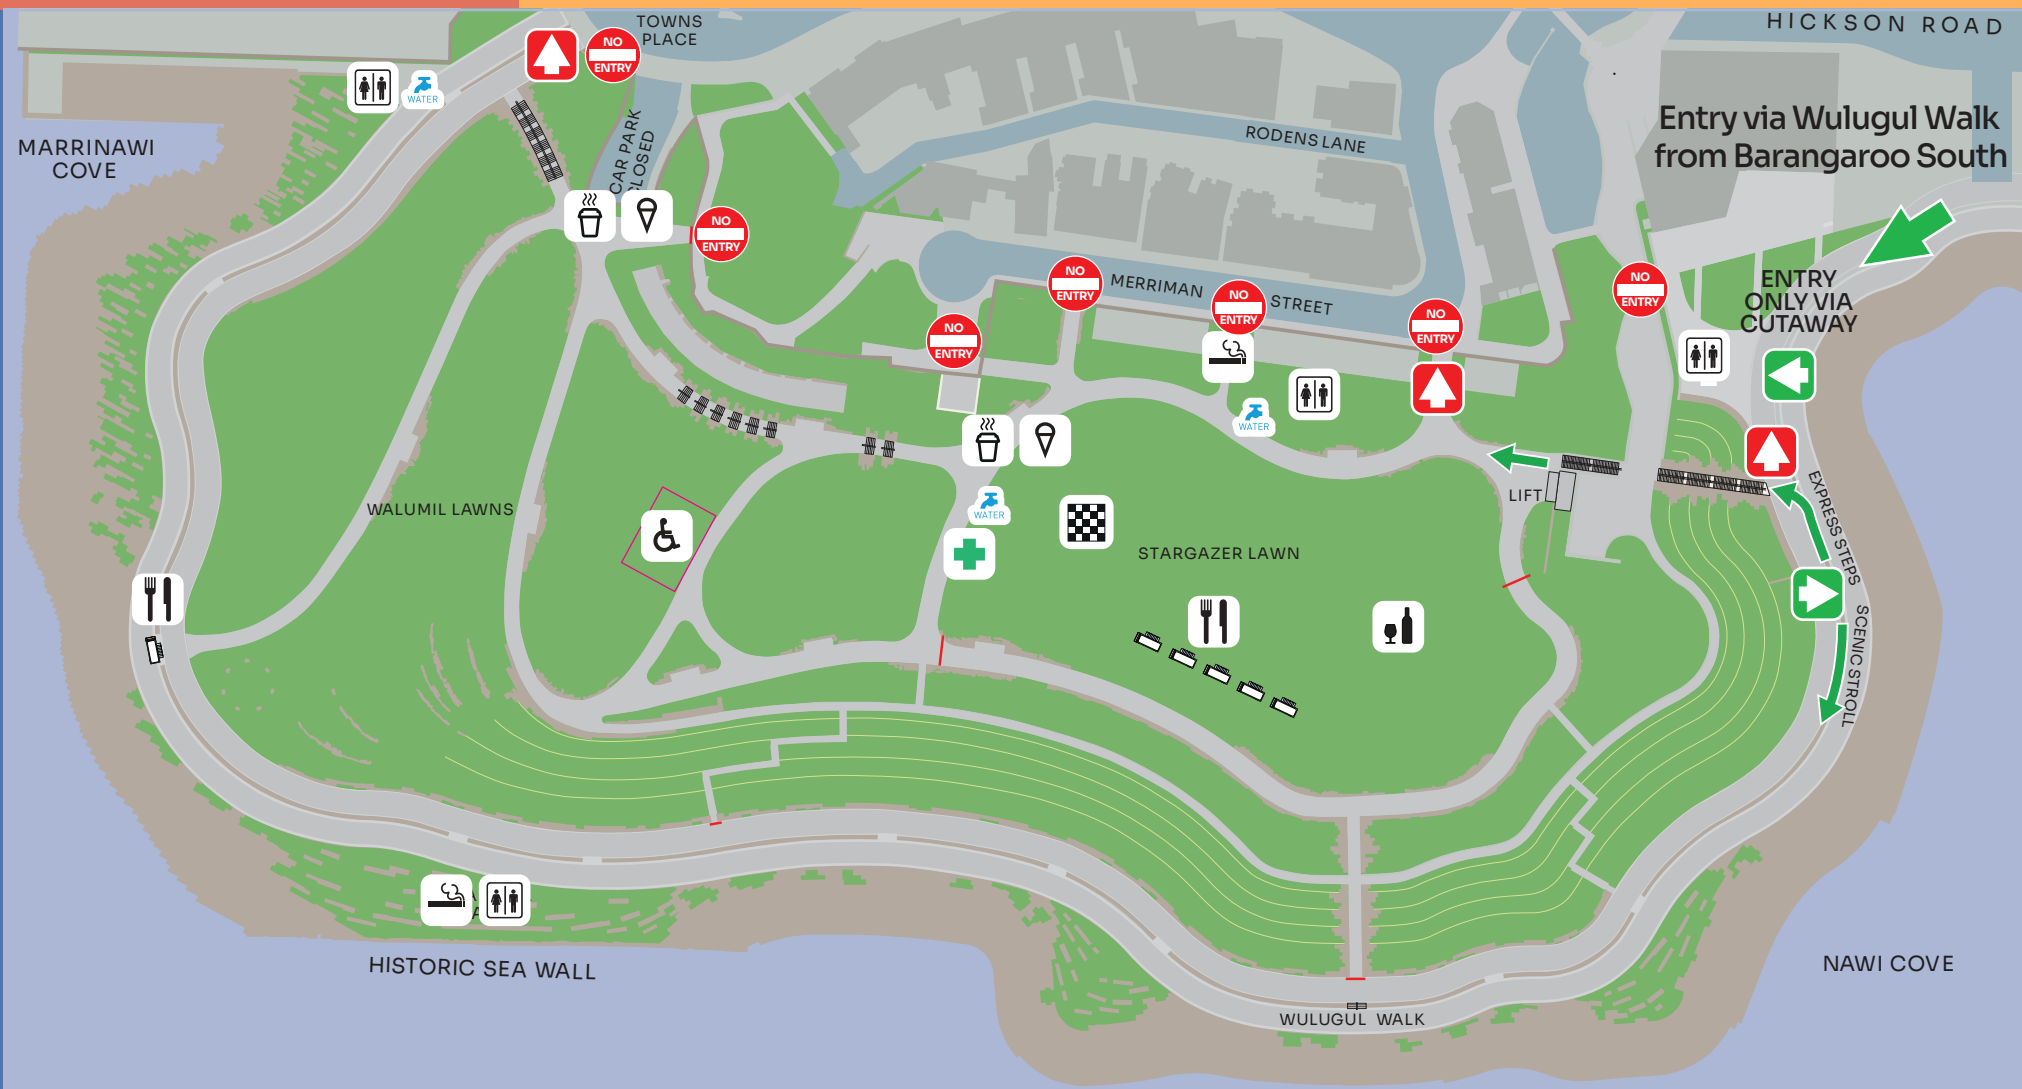 TOWNS
PLACE
HICKSON ROAD
NO
ENTRY
WATER
MARRINAWI
COVE
CAR PARK
CLOSED
RODENS LANE
Entry via Wulugul Walk
from Barangaroo South
NO
ENTRY
NO
ENTRY
MERRIMAN STREET
NO
ENTRY
NO
ENTRY
NO
ENTRY
NO
ENTRY
ENTRY
ONLY VIA
CUTAWAY
WATER
WALUMIL LAWNS
WATER
LIFT
EXPRESS STEPS
STARGAZER LAWN
SCENIC STROLL
HISTORIC SEA WALL
NAWI COVE
WULUGUL WALK